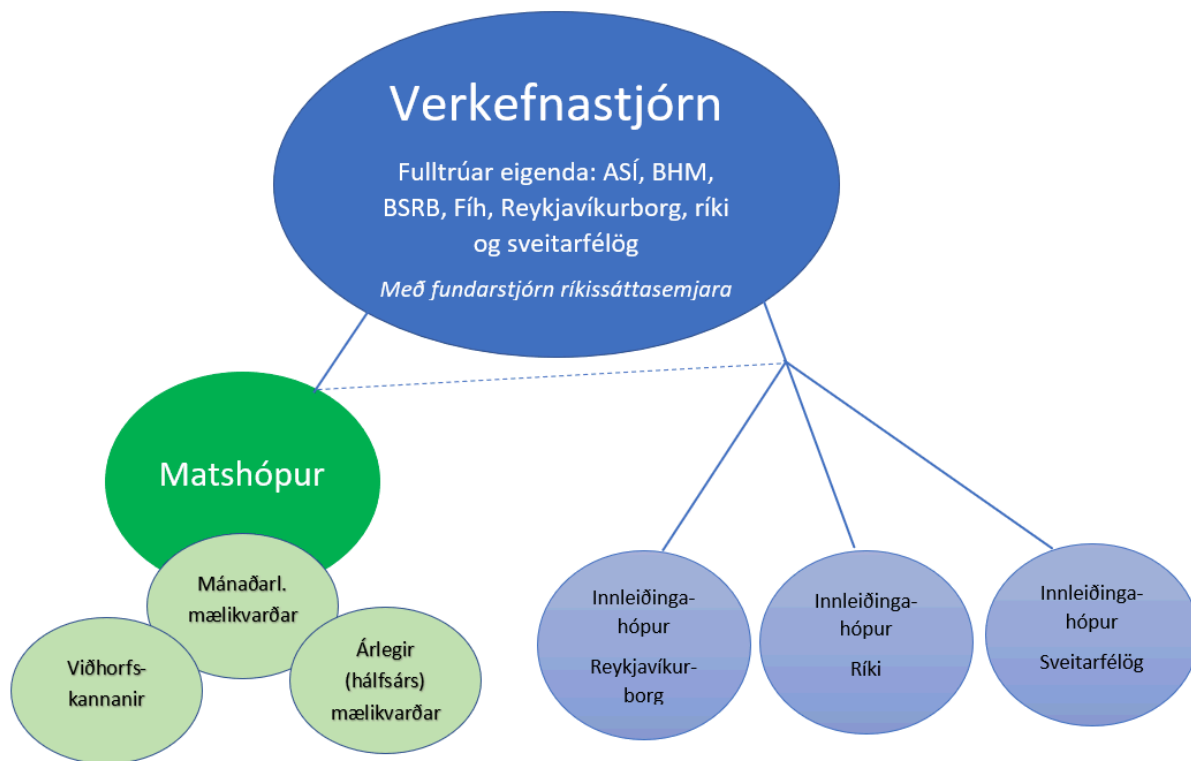 Verkefnastjórn
Fulltrúar eigenda: ASÍ, BHM,
BSRB, Fíh, Reykjavíkurborg, ríki
og sveitarfélög
Með fundarstjórn ríkissáttasemjara
Matshópur
Mánaðarl.
mælikvarðar
Viðhorfs-
kannanir
Árlegir
(hálfsárs)
mælikvarðar
Innleiðinga-
hópur
Reykjavíkur-
borg
Innleiðinga-
hópur
Ríki
Innleiðinga-
hópur
Sveitarfélög